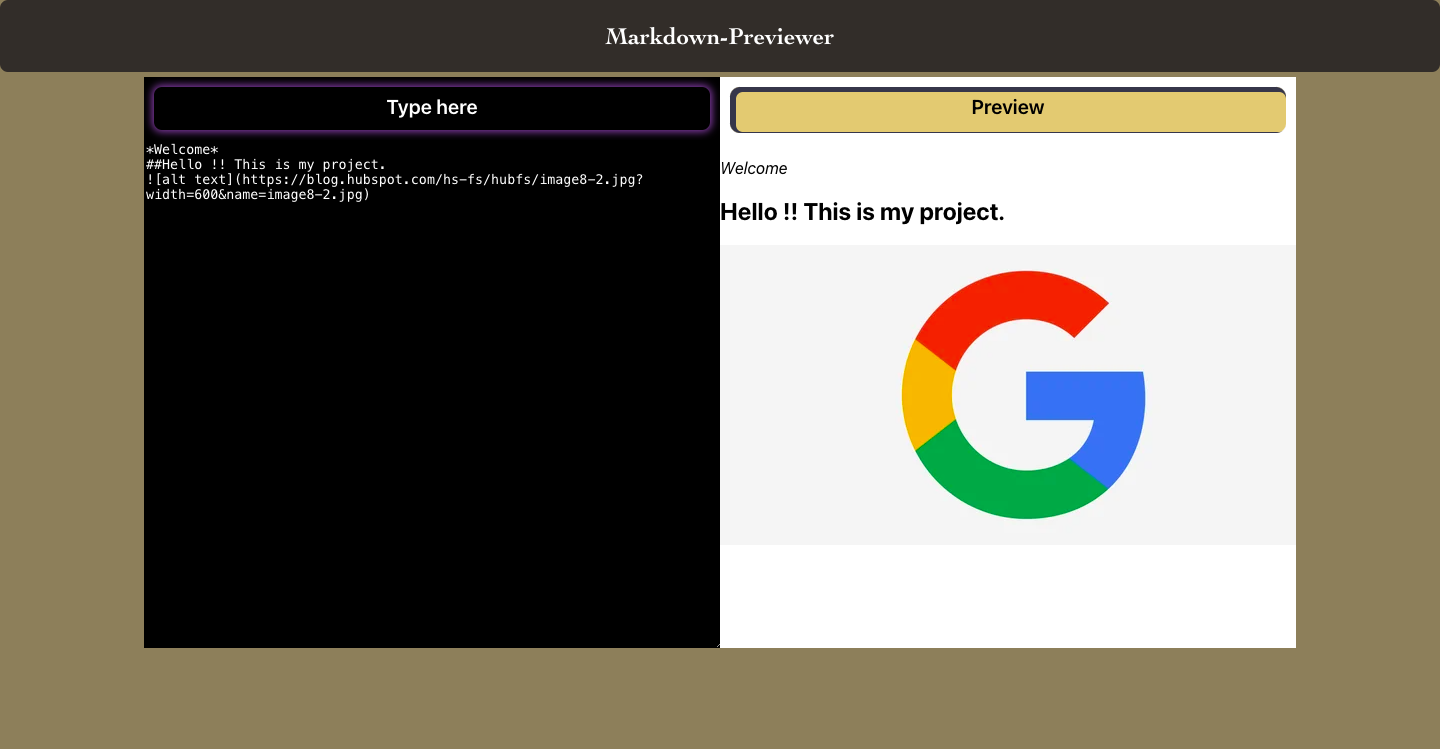 Markdown-Previewer
Type here
*Welcome*
##Hello !! This is my project.
![alt text](https://blog.hubspot.com/hs-fs/hubfs/image8-2.jpg?
width=600&name=image8-2.jpg)
Preview
Welcome
Hello !! This is my project.
G